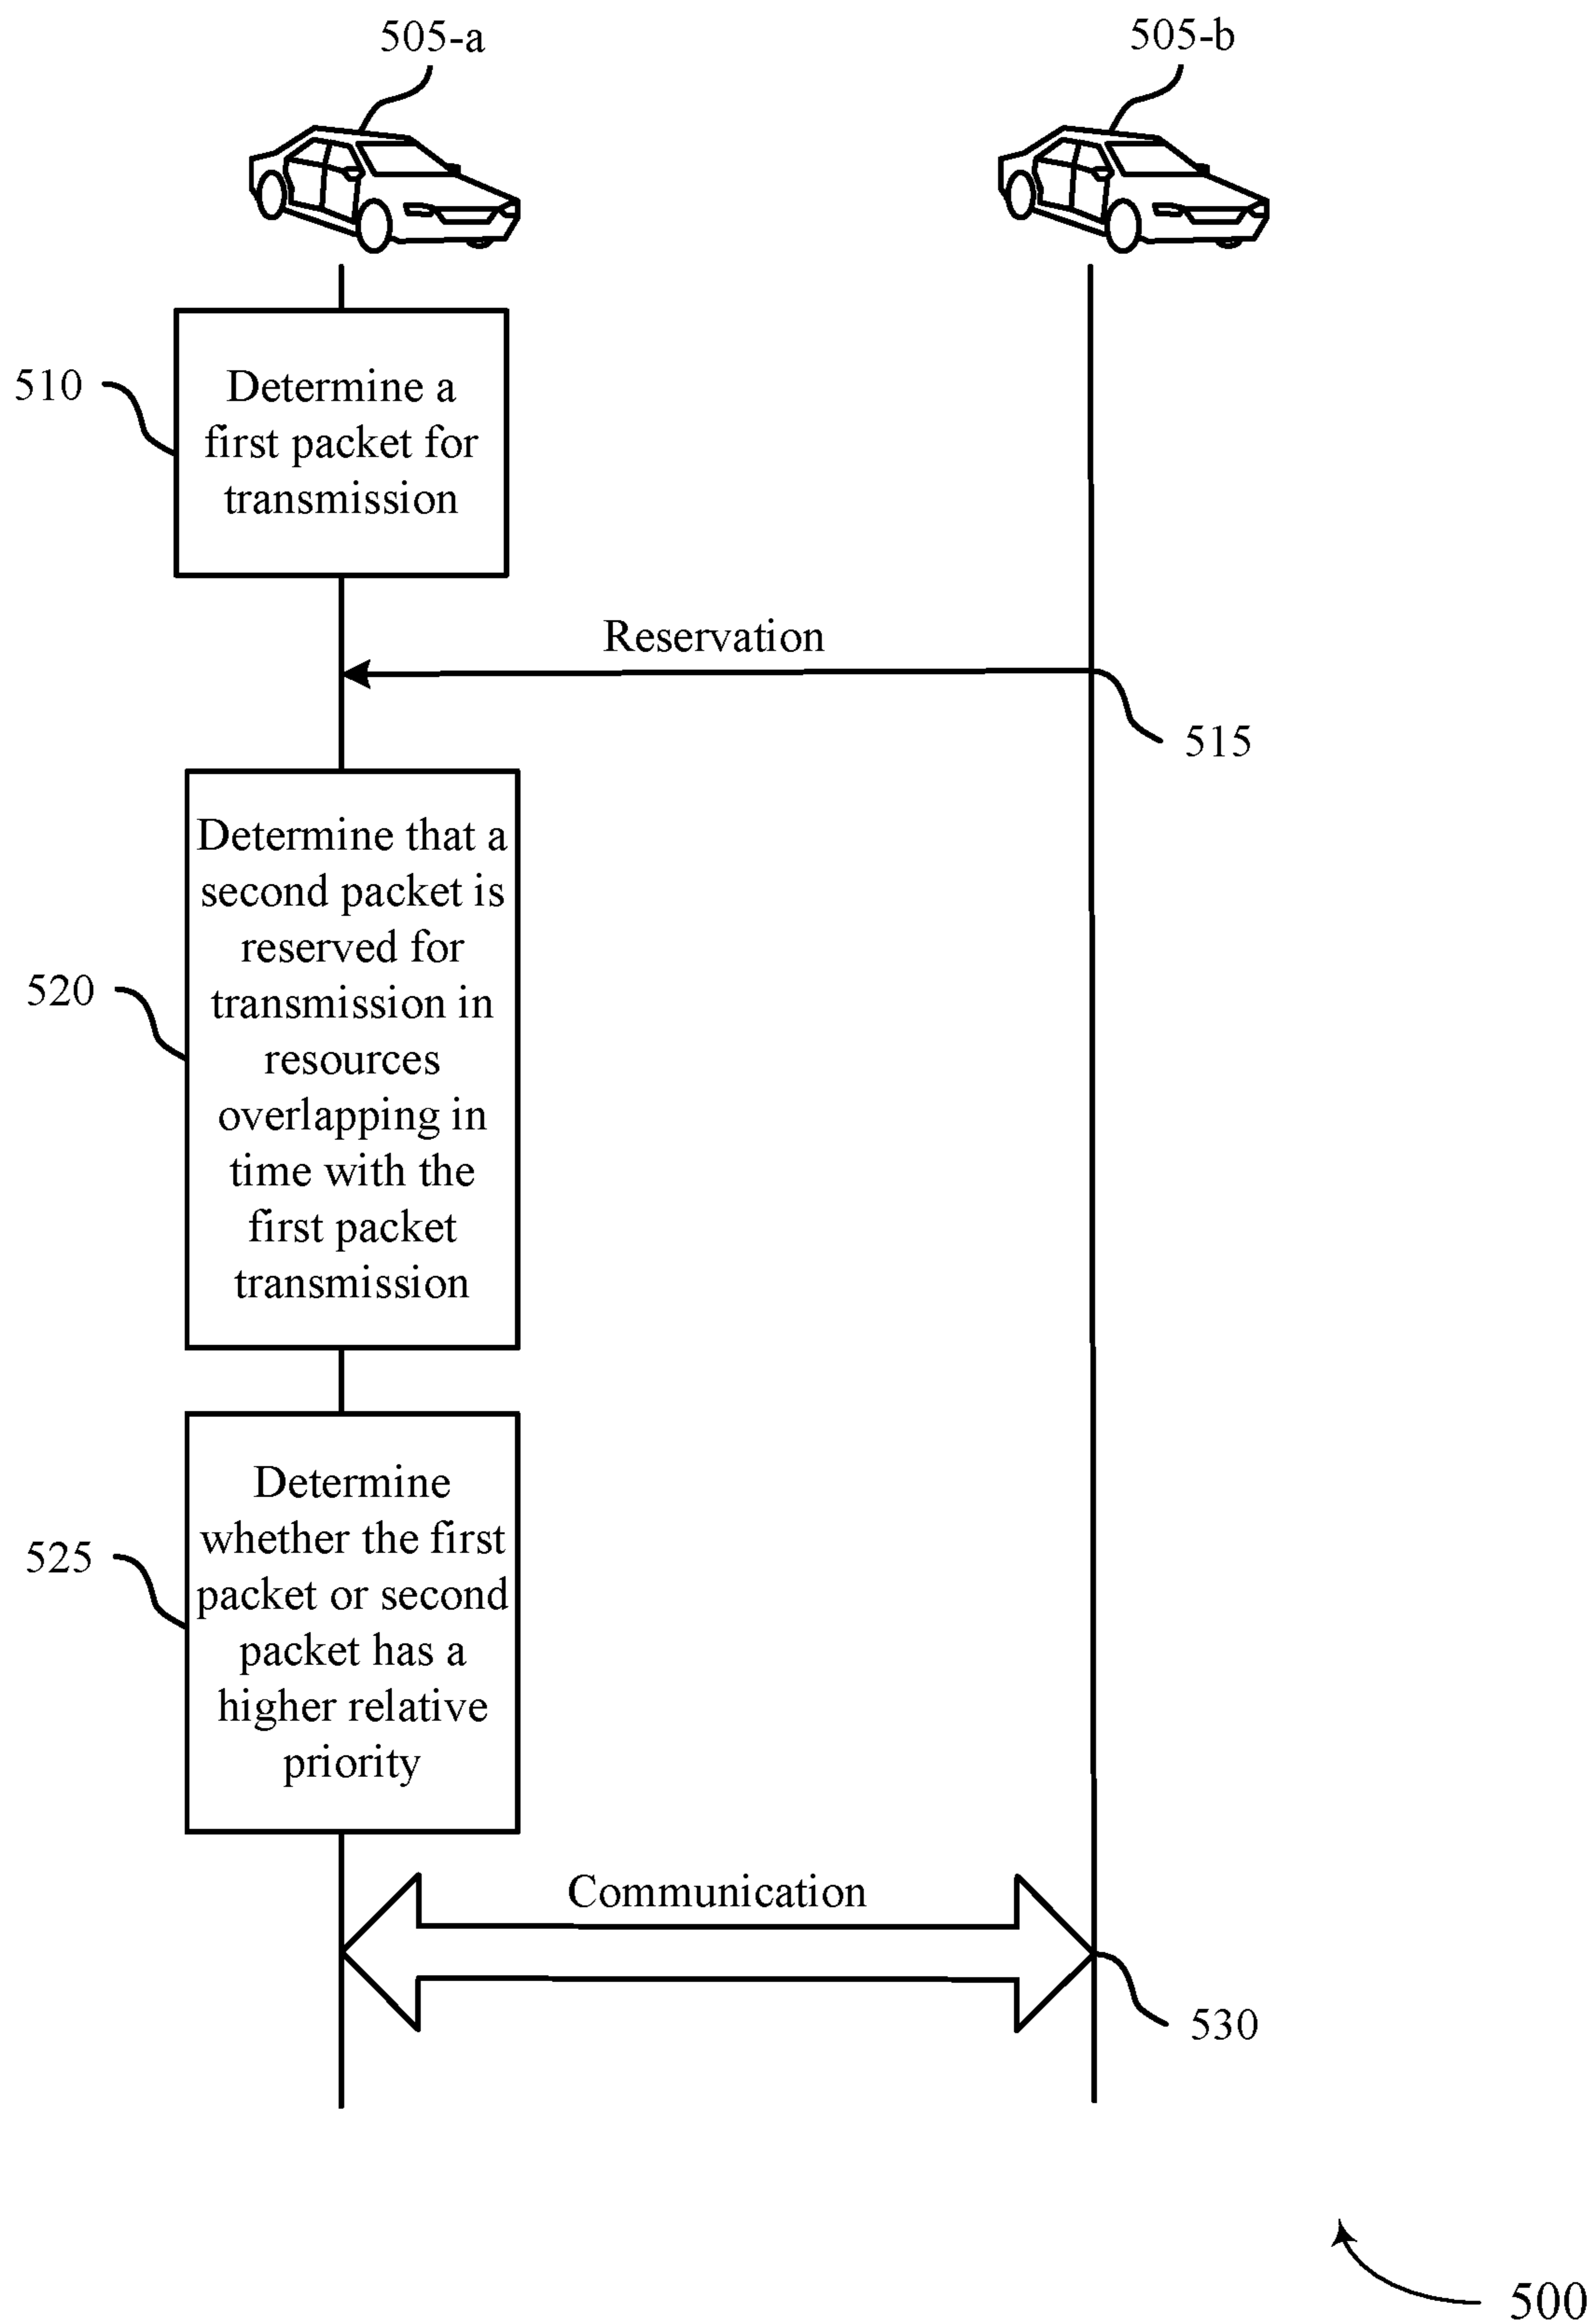 505-a
505-b
510
Determine a
first packet for
transmission
Reservation
515
520
Determine that a
second packet is
reserved for
transmission in
resources
overlapping in
time with the
first packet
transmission
525
Determine
whether the first
packet or second
packet has a
higher relative
priority
Communication
530
500